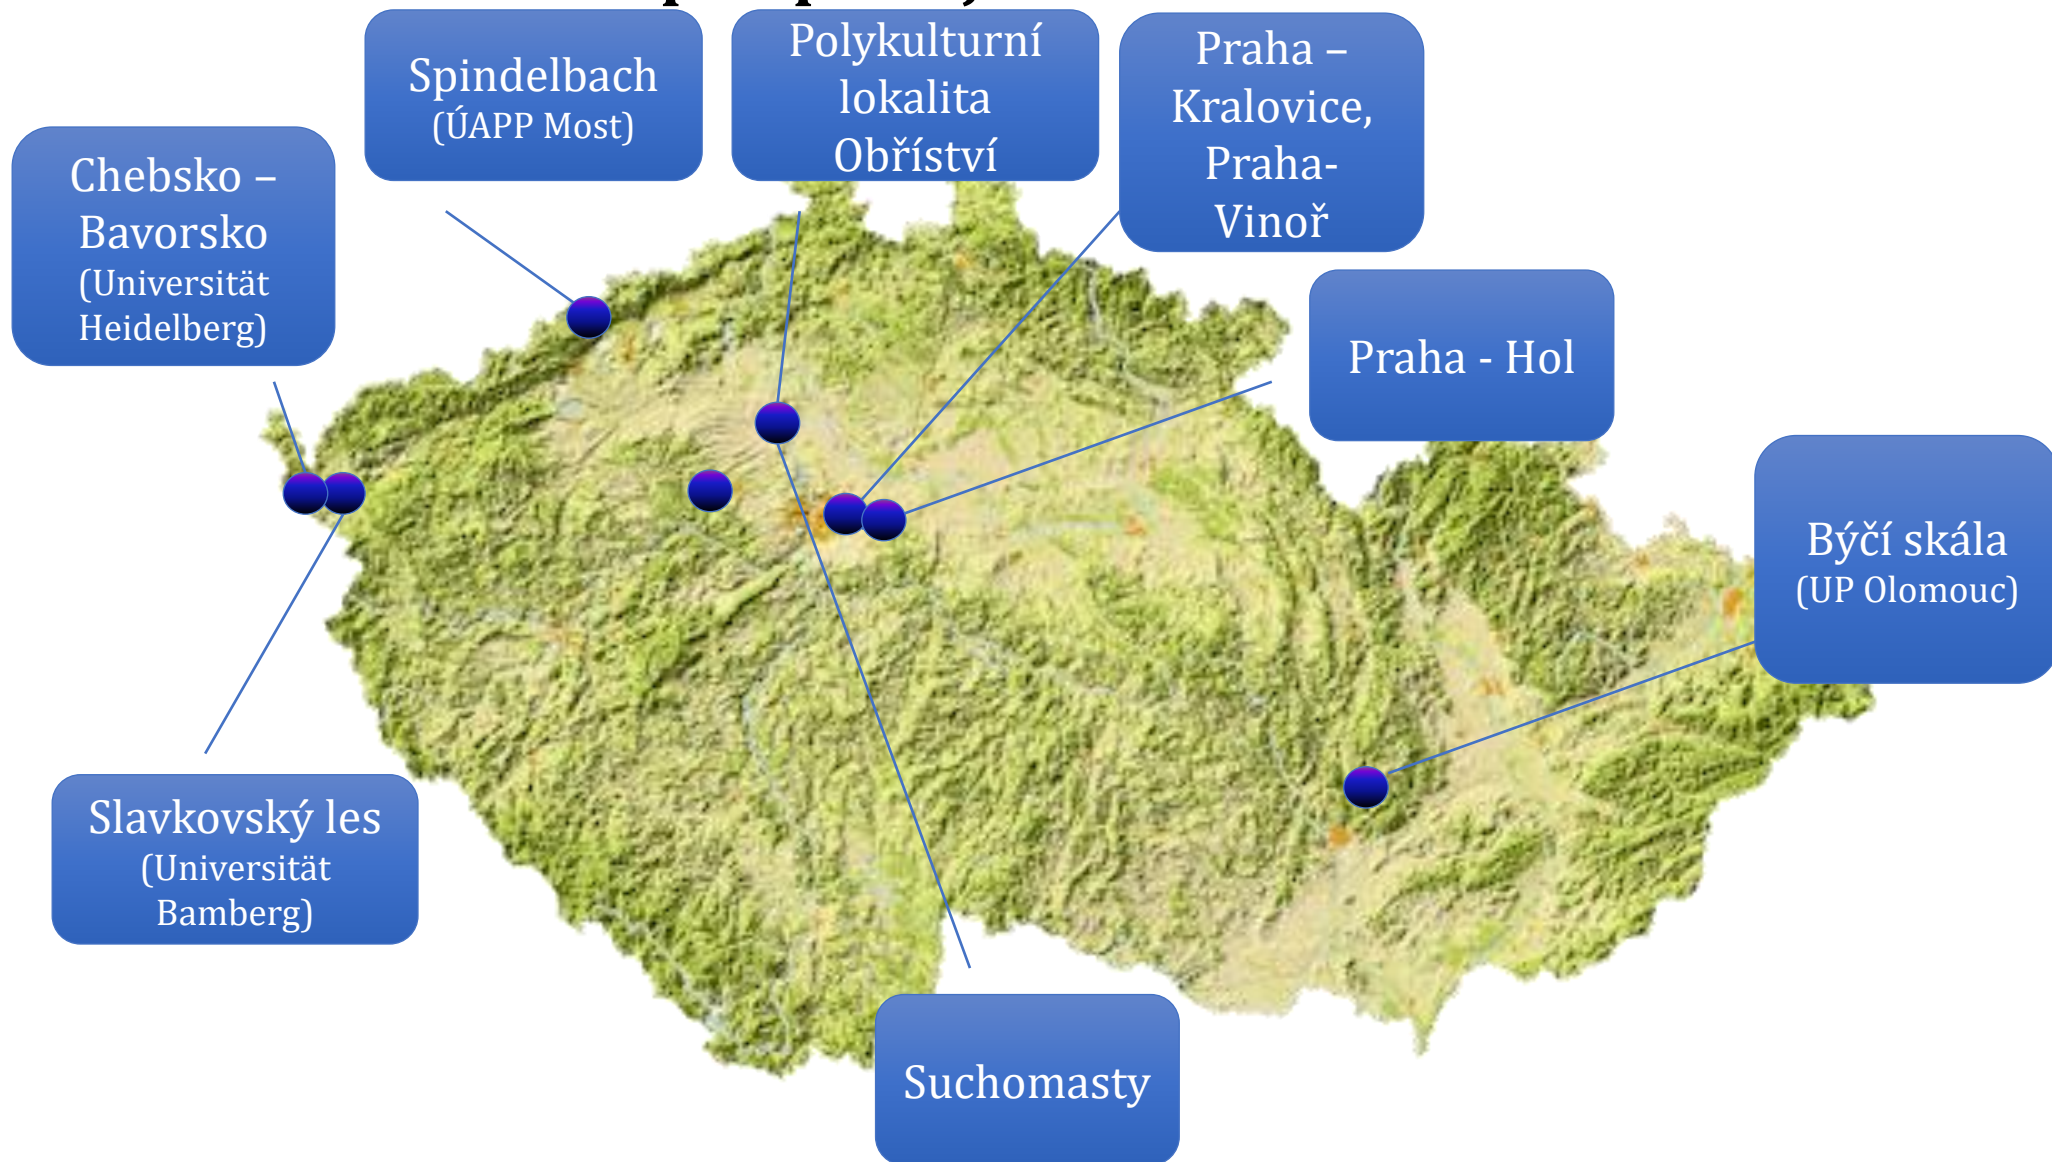 Spindelbach
(ÚAPP Most)
Polykulturní
lokalita
Obříství
Praha –
Kralovice,
Praha-
Vinoř
Chebsko –
Bavorsko
(Universität
Heidelberg)
Praha - Hol
Býčí skála
(UP Olomouc)
Slavkovský les
(Universität
Bamberg)
Suchomasty